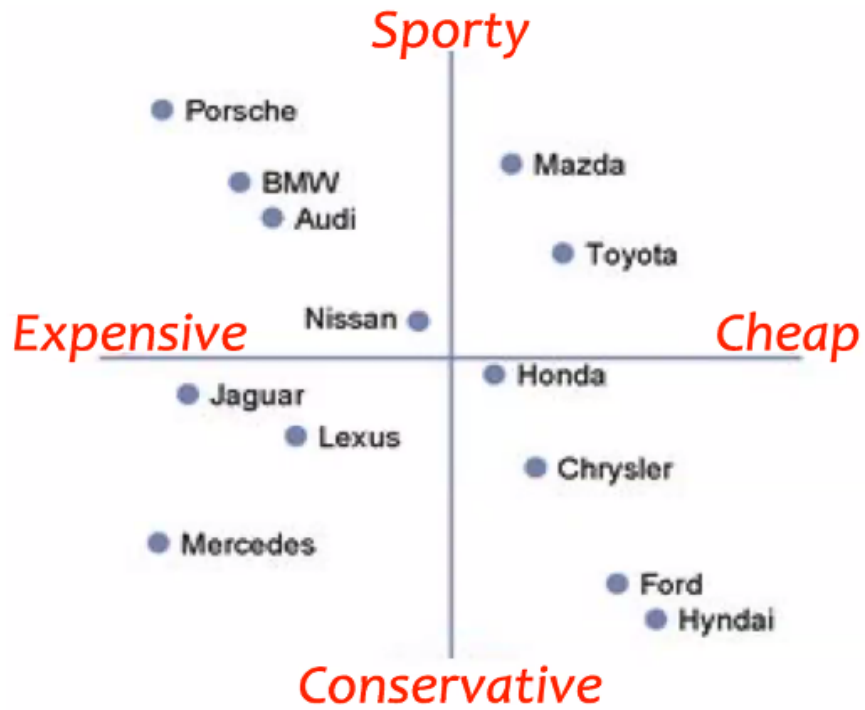 Sporty
Porsche
Mazda
BMW
Audi
Toyota
Nissan
Expensive
Cheap
Honda
Jaguar
Lexus
Chrysler
Mercedes
Ford
Hyndai
Conservative